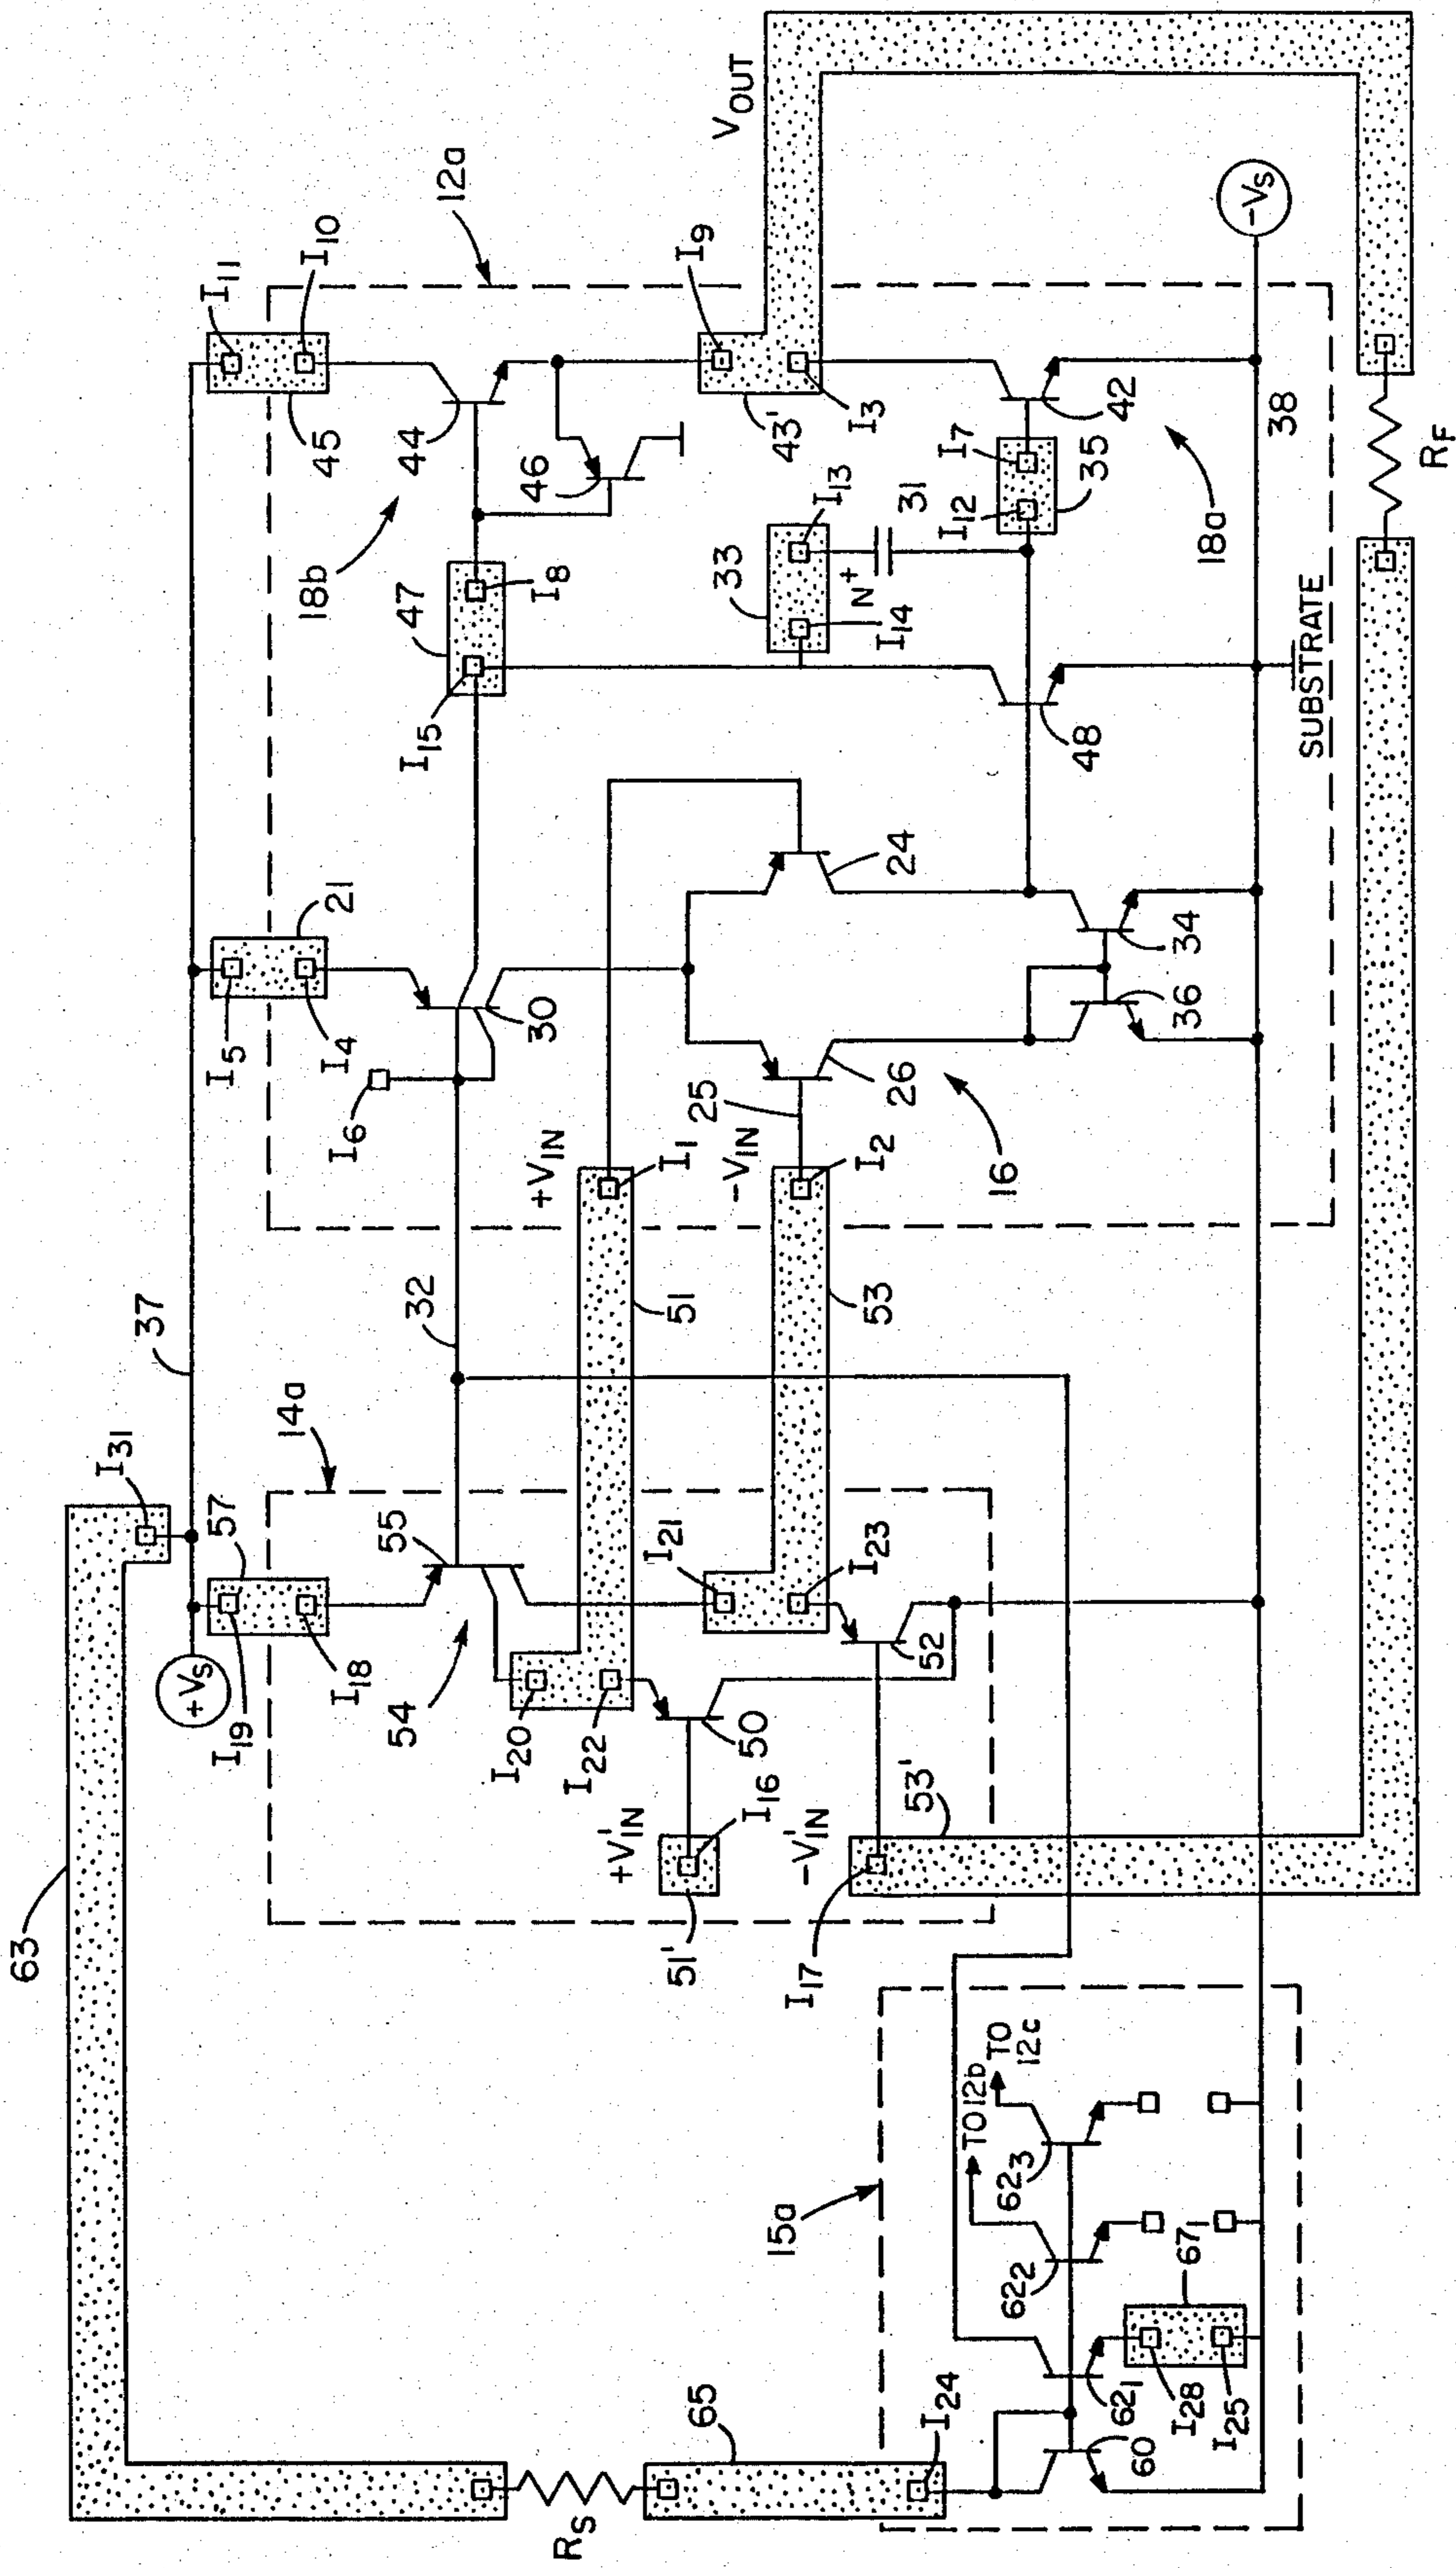 63
I31
37
14a
57
55
+Vs
I19
I18
54
I20
I22
50
I21
I23
52
+V'IN
I16
51'
-V'IN
I17
53'
32
51
53
+VIN
I1
-VIN
25
I2
26
16
I5
I4
I6
21
30
24
36
34
12a
I11
I10
45
44
18b
46
47
I8
I15
I9
VOUT
43'
I3
I13
33
N+
I14
31
I12
I7
35
42
48
18a
38
-Vs
SUBSTRATE
RF
RS
65
I24
15a
TO 12b
TO
12c
623
622
621
60
671
I28
I25